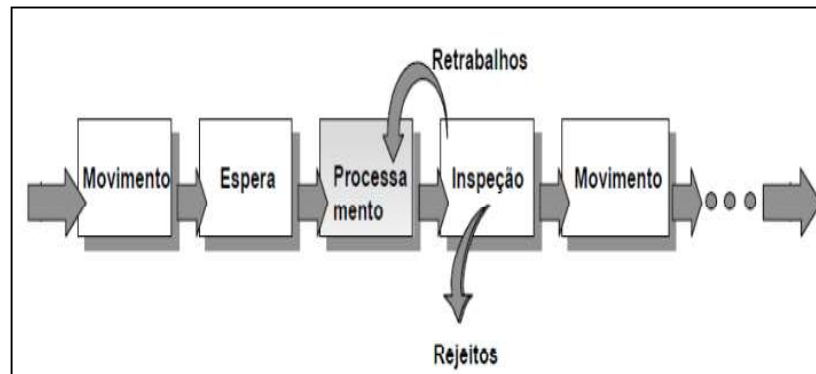 Retrabalhos
Movimento
Espera
Processa
mento
Inspeção
Movimento
Rejeitos